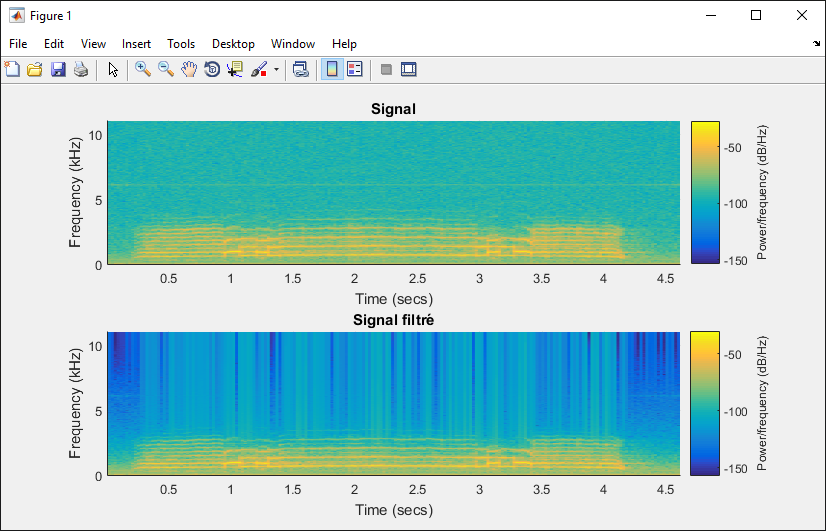 Figure 1
File Edit View Insert Tools Desktop Window Help
Signal
Frequency (kHz)
10
5
0
0.5 1 1.5 2 2.5 3 3.5 4 4.5
Time (secs)
-50
-100
-150
Power/frequency (dB/Hz)
Signal filtré
Frequency (kHz)
10
5
0
0.5 1 1.5 2 2.5 3 3.5 4 4.5
Time (secs)
-50
-100
-150
Power/frequency (dB/Hz)